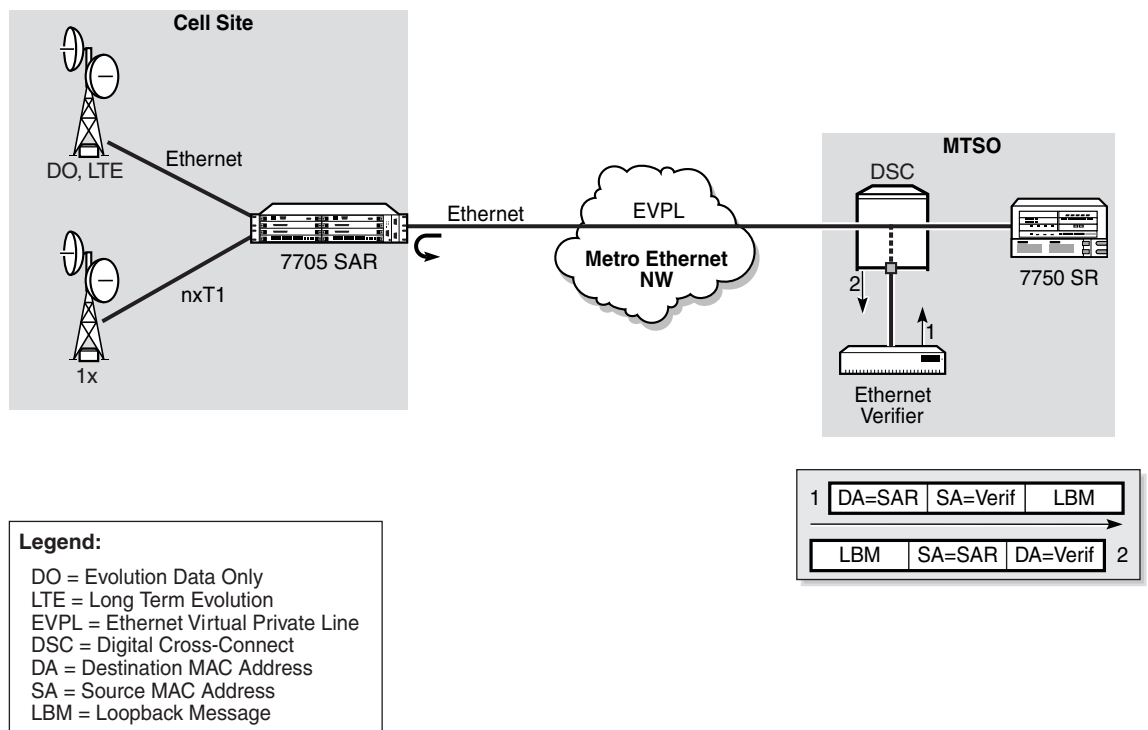 Cell Site
DO, LTE
Ethernet
7705 SAR
nxT1
1x
Ethernet
EVPL
Metro Ethernet
NW
MTSO
DSC
7750 SR
2
1
Ethernet
Verifier
1 DA=SAR SA=Verif LBM
LBM SA=SAR DA=Verif 2
Legend:
DO = Evolution Data Only
LTE = Long Term Evolution
EVPL = Ethernet Virtual Private Line
DSC = Digital Cross-Connect
DA = Destination MAC Address
SA = Source MAC Address
LBM = Loopback Message